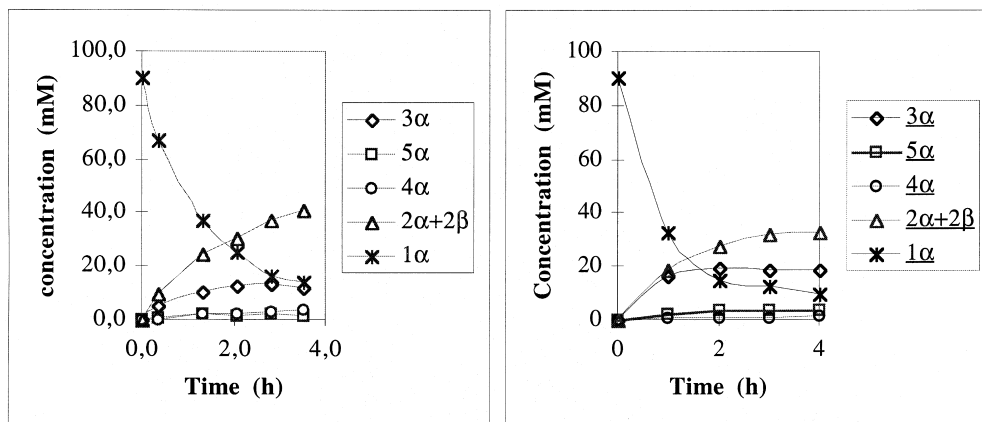 100,0
80,0
60,0
40,0
20,0
0,0
concentration (mM)
0,0 2,0 4,0
Time (h)
3α
5α
4α
2α+2β
1α
100
80
60
40
20
0
Concentration (mM)
0 2 4
Time (h)
3α
5α
4α
2α+2β
1α